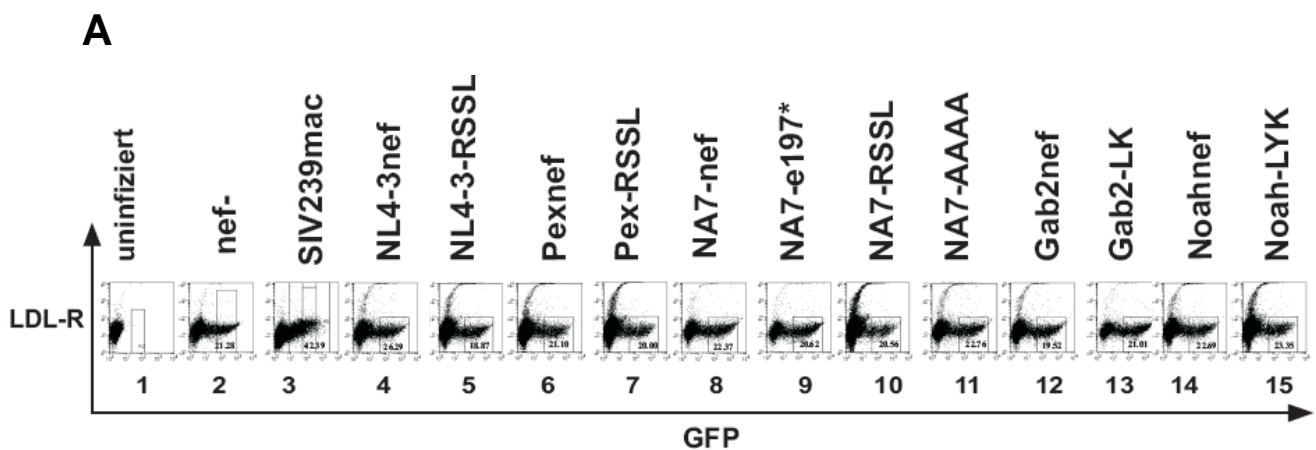 A
uninfiziert
nef-
SIV239mac
NL4-3nef
NL4-3-RSSL
Pexnef
Pex-RSSL
NA7-nef
NA7-e197*
NA7-RSSL
NA7-AAAA
Gab2nef
Gab2-LK
Noahnef
Noah-LYK
LDL-R
21.28 42.39 26.29 18.87 21.10 20.00 22.37 20.62 20.56 22.76 19.52 21.01 22.69 23.35
1 2 3 4 5 6 7 8 9 10 11 12 13 14 15
GFP